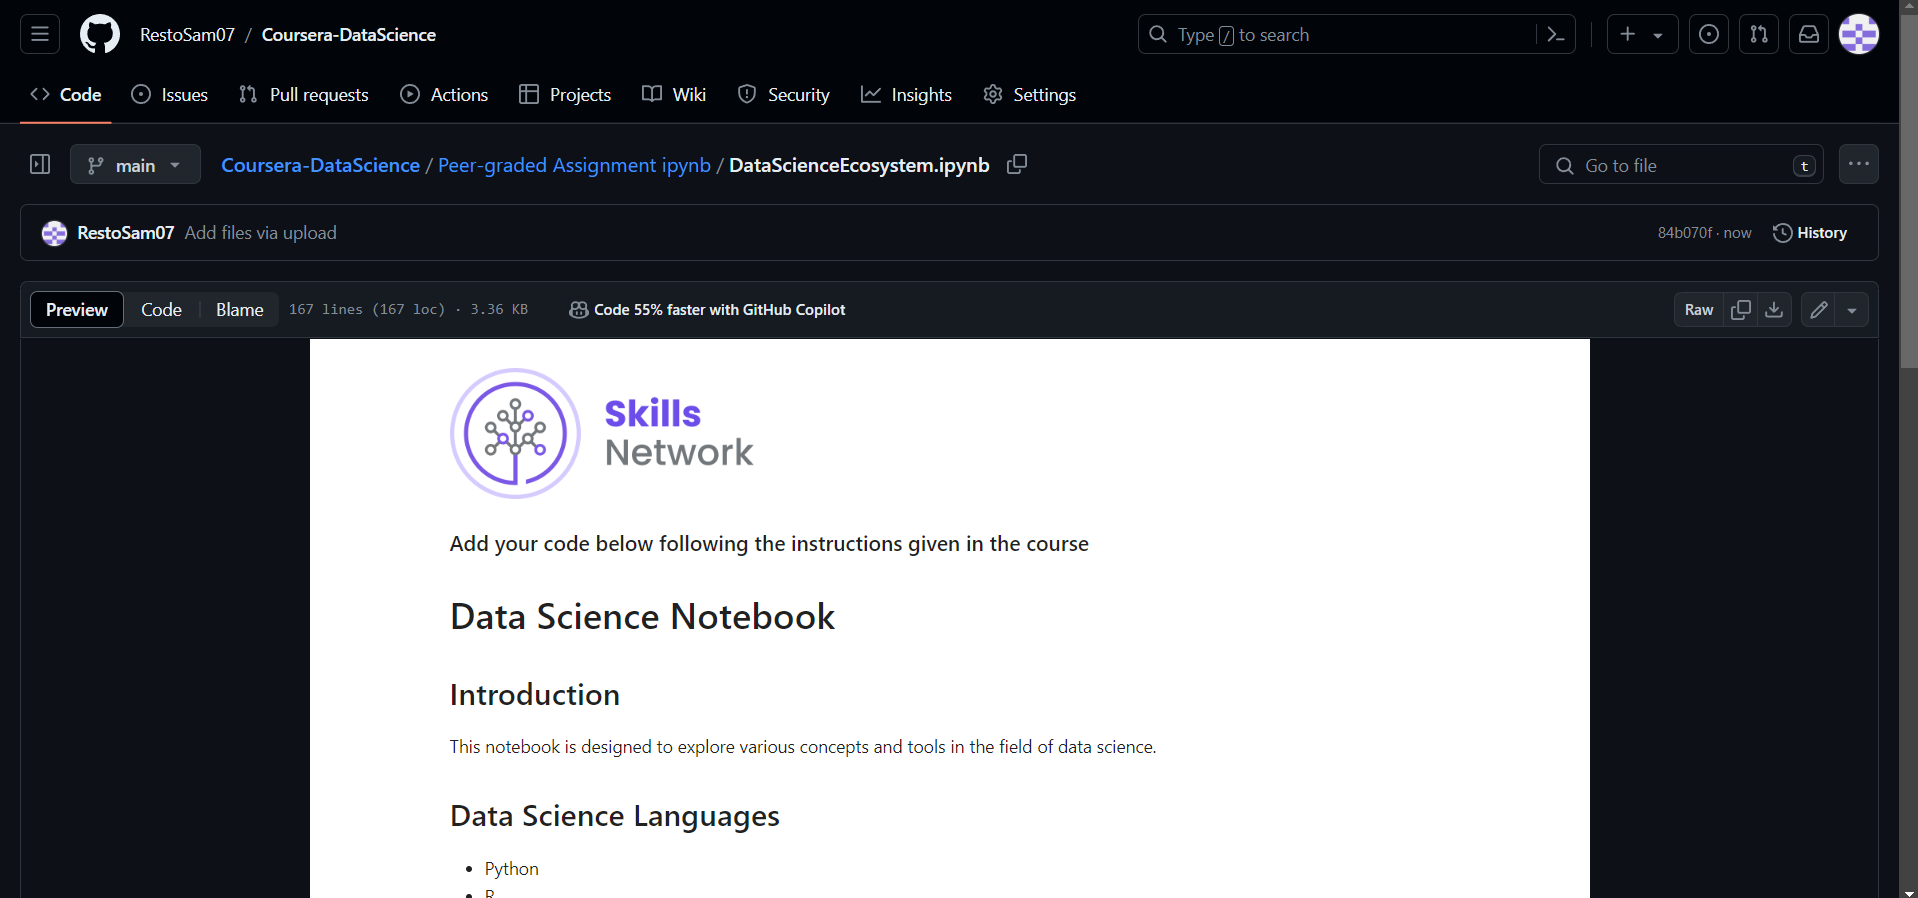 RestoSam07 / Coursera-DataScience
Type / to search
Code Issues Pull requests Actions Projects Wiki Security Insights Settings
main
Coursera-DataScience / Peer-graded Assignment ipynb / DataScienceEcosystem.ipynb
Go to file t
RestoSam07 Add files via upload
84b070f · now History
Preview Code Blame 167 lines (167 loc) · 3.36 KB
Code 55% faster with GitHub Copilot
Raw
Skills
Network
Add your code below following the instructions given in the course
Data Science Notebook
Introduction
This notebook is designed to explore various concepts and tools in the field of data science.
Data Science Languages
• Python
• R